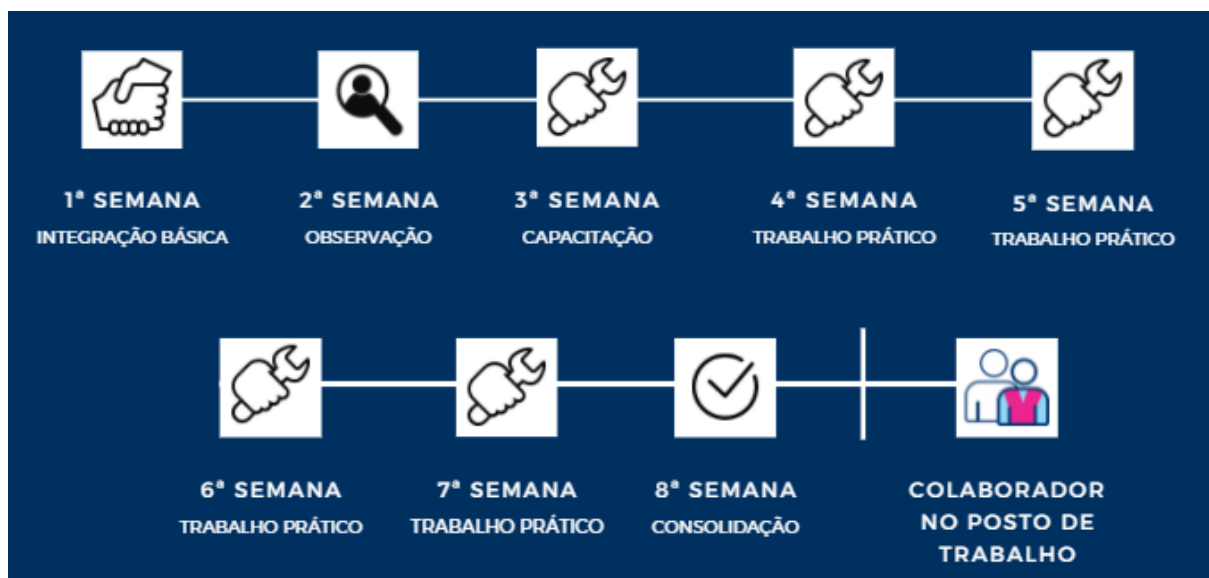 1ª SEMANA
INTEGRAÇÃO BÁSICA
2ª SEMANA
OBSERVAÇÃO
3ª SEMANA
CAPACITAÇÃO
4ª SEMANA
TRABALHO PRÁTICO
5ª SEMANA
TRABALHO PRÁTICO
6ª SEMANA
TRABALHO PRÁTICO
7ª SEMANA
TRABALHO PRÁTICO
8ª SEMANA
CONSOLIDAÇÃO
COLABORADOR
NO POSTO DE
TRABALHO